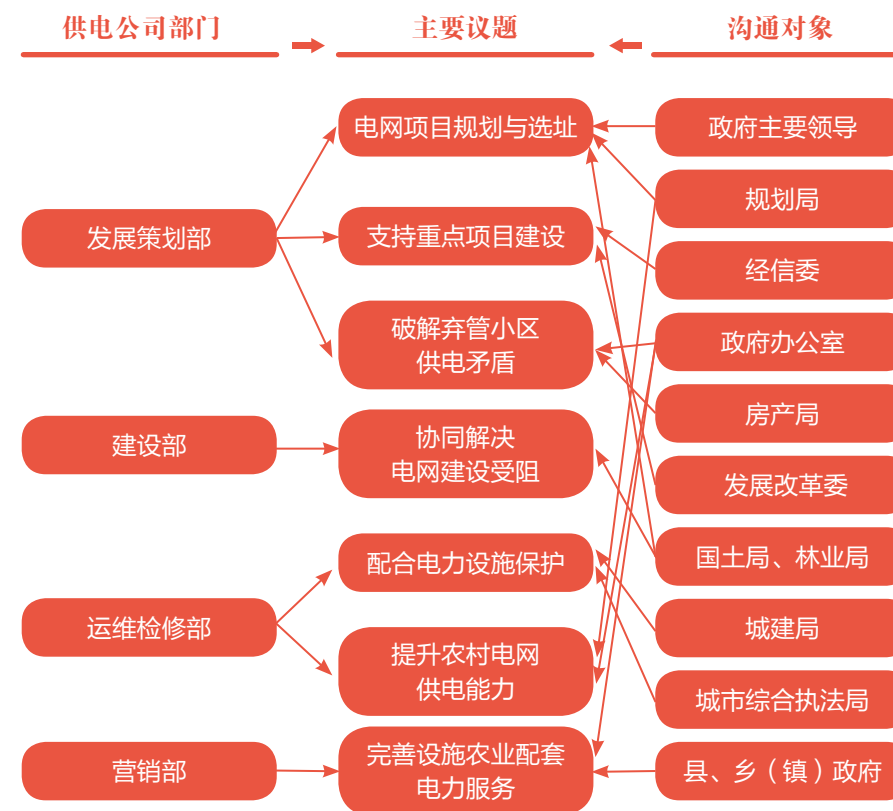 供电公司部门
主要议题
沟通对象
发展策划部
建设部
运维检修部
营销部
电网项目规划与选址
支持重点项目建设
破解弃管小区
供电矛盾
协同解决
电网建设受阻
配合电力设施保护
提升农村电网
供电能力
完善设施农业配套
电力服务
政府主要领导
规划局
经信委
政府办公室
房产局
发展改革委
国土局、林业局
城建局
城市综合执法局
县、乡（镇）政府